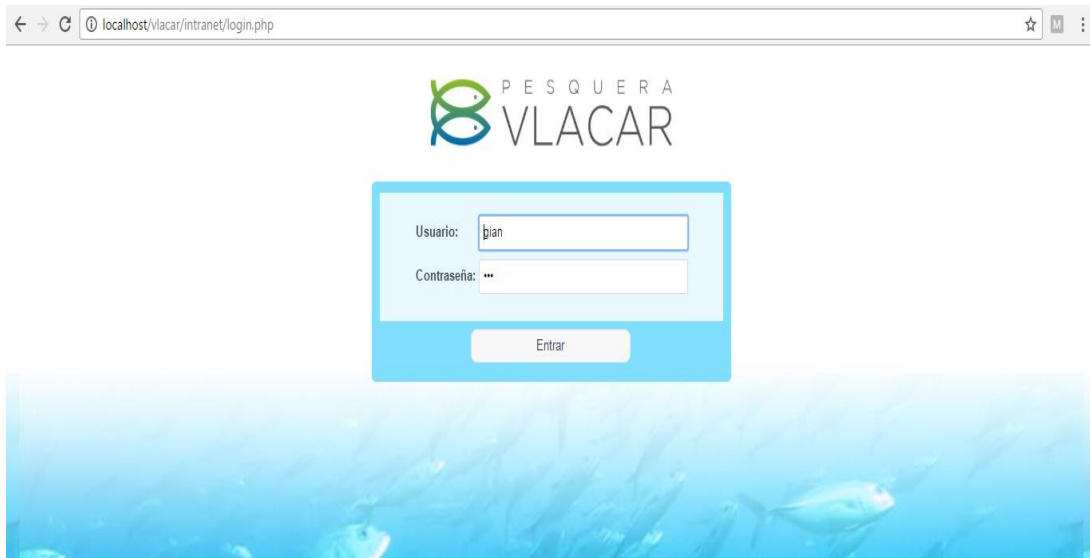 localhost/vlacar/intranet/login.php
M
PESQUERA
VLACAR
Usuario: gian
Contraseña: •••
Entrar